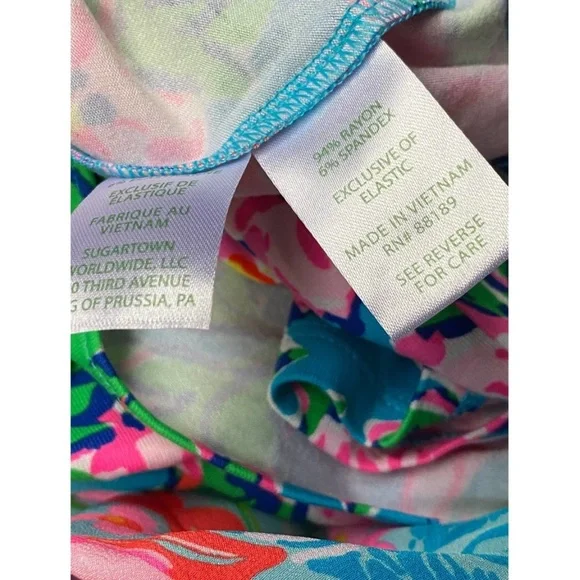 EXCLUSIF DE
ELASTIQUE
FABRIQUE AU
VIETNAM
SUGARTOWN
WORLDWIDE, LLC
0 THIRD AVENUE
G OF PRUSSIA, PA
94% RAYON
6% SPANDEX
EXCLUSIVE OF
ELASTIC
MADE IN VIETNAM
RN# 88189
SEE REVERSE
FOR CARE